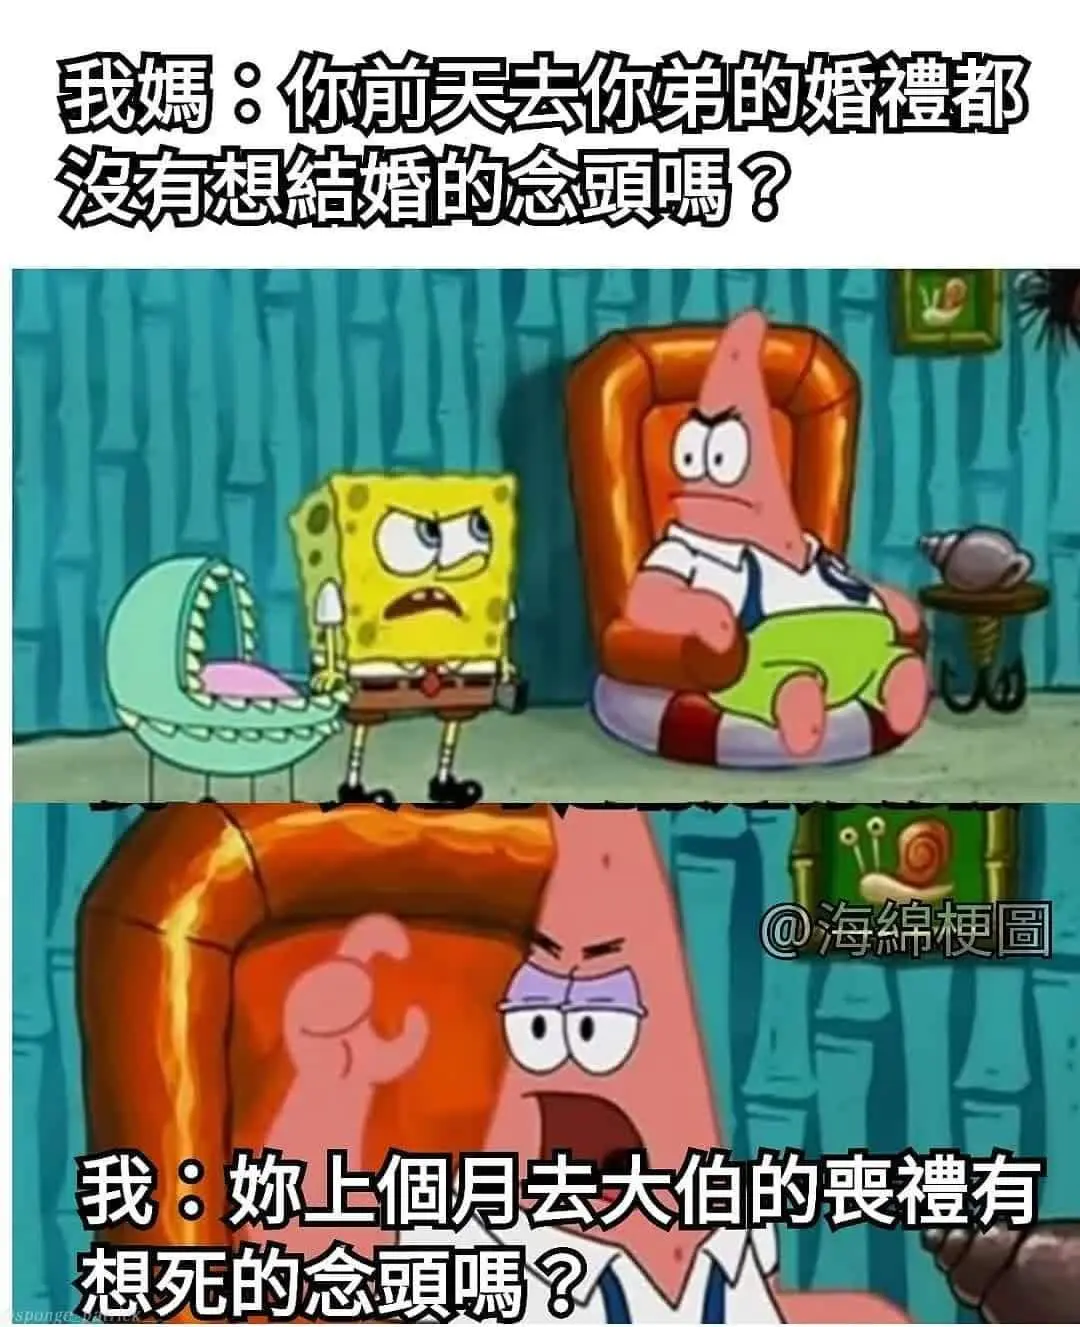 我媽：你前天去你弟的婚禮都
沒有想結婚的念頭嗎？
@海綿梗圖
我：妳上個月去大伯的喪禮有
想死的念頭嗎？
sponge_patrick